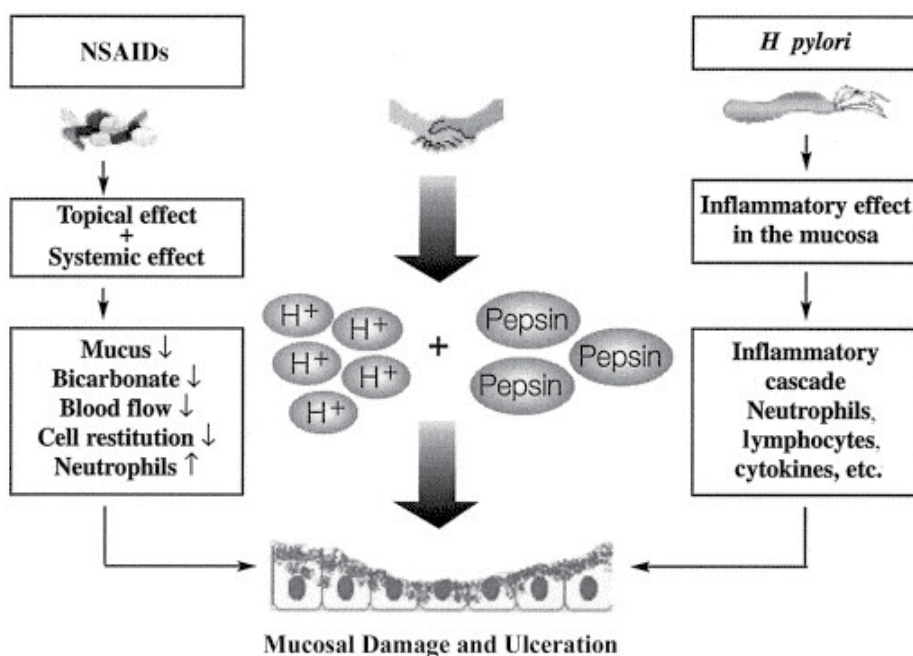 NSAIDs
Topical effect
+
Systemic effect
Mucus ↓
Bicarbonate ↓
Blood flow ↓
Cell restitution ↓
Neutrophils ↑
H+
H+
H+
H+
H+
+
Pepsin
Pepsin
Pepsin
H pylori
Inflammatory effect
in the mucosa
Inflammatory
cascade
Neutrophils,
lymphocytes,
cytokines, etc.
Mucosal Damage and Ulceration